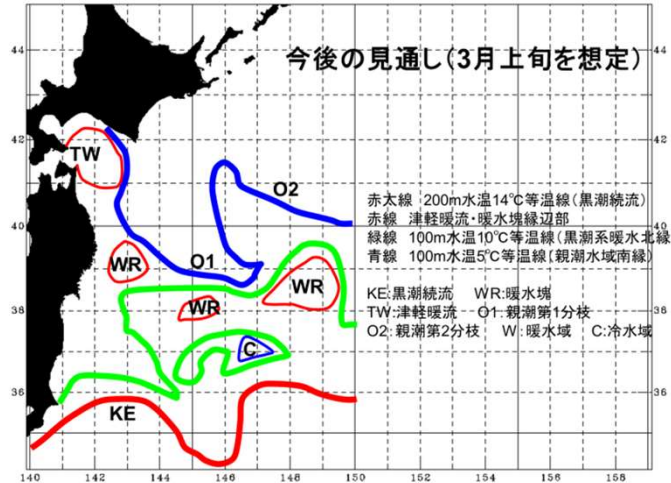 今後の見通し(3月上旬を想定)
44
42
40
38
36
44
42
40
38
36
TW
O2
O1
WR
WR
WR
C
KE
赤太線 200m水温14℃等温線(黒潮続流)
赤線 津軽暖流・暖水塊縁辺部
緑線 100m水温10℃等温線(黒潮系暖水北縁)
青線 100m水温5℃等温線(親潮水域南縁)
KE:黒潮続流 WR:暖水塊
TW:津軽暖流 O1:親潮第1分枝
O2:親潮第2分枝 W:暖水域 C:冷水域
140 142 144 146 148 150 152 154 156 158